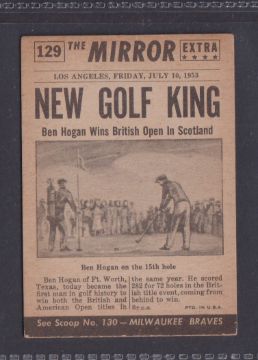 129 THE MIRROR EXTRA
LOS ANGELES, FRIDAY, JULY 10, 1953
NEW GOLF KING
Ben Hogan Wins British Open In Scotland
Ben Hogan on the 15th hole
Ben Hogan of Ft. Worth,
Texas, today became the
first man in golf history to
win both the British and
American Open titles in
the same year. He scored
282 for 72 holes in the Brit-
ish title event, coming from
behind to win.
PTD. IN U.S.A.
See Scoop No. 130 — MILWAUKEE BRAVES